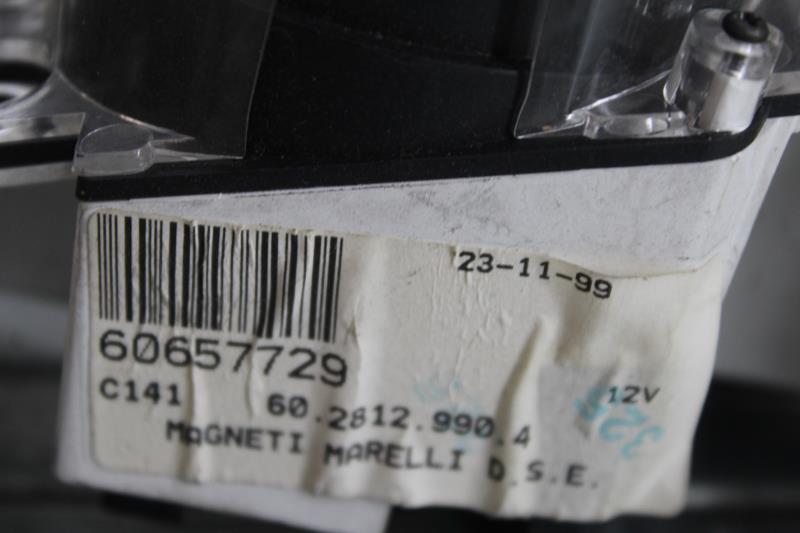 23-11-99
60657729
C141 60.2812.990.4 12V
MaGNETI MARELLI D.S.E.